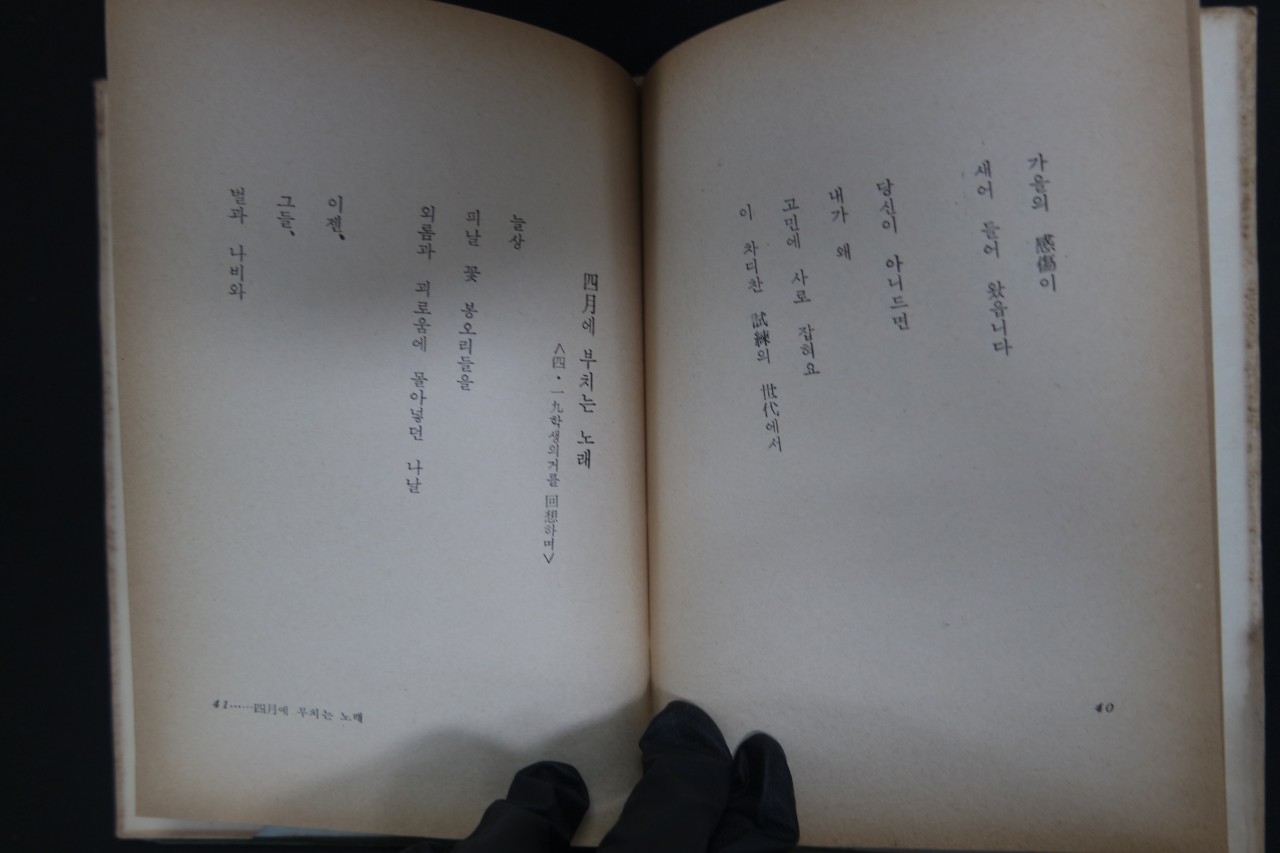 가을의 感傷이
새어 들어 왔읍니다
당신이 아니드면
내가 왜
고민에 사로 잡히요
이 차디찬 試練의 世代에서
40
四月에 부치는 노래
<四·一九학생의거를 回想하며>
늘상
피날 꽃 봉오리들을
외롬과 괴로움에 몰아넣던 나날
이젠,
그들,
벌과 나비와
41……四月에 부치는 노래